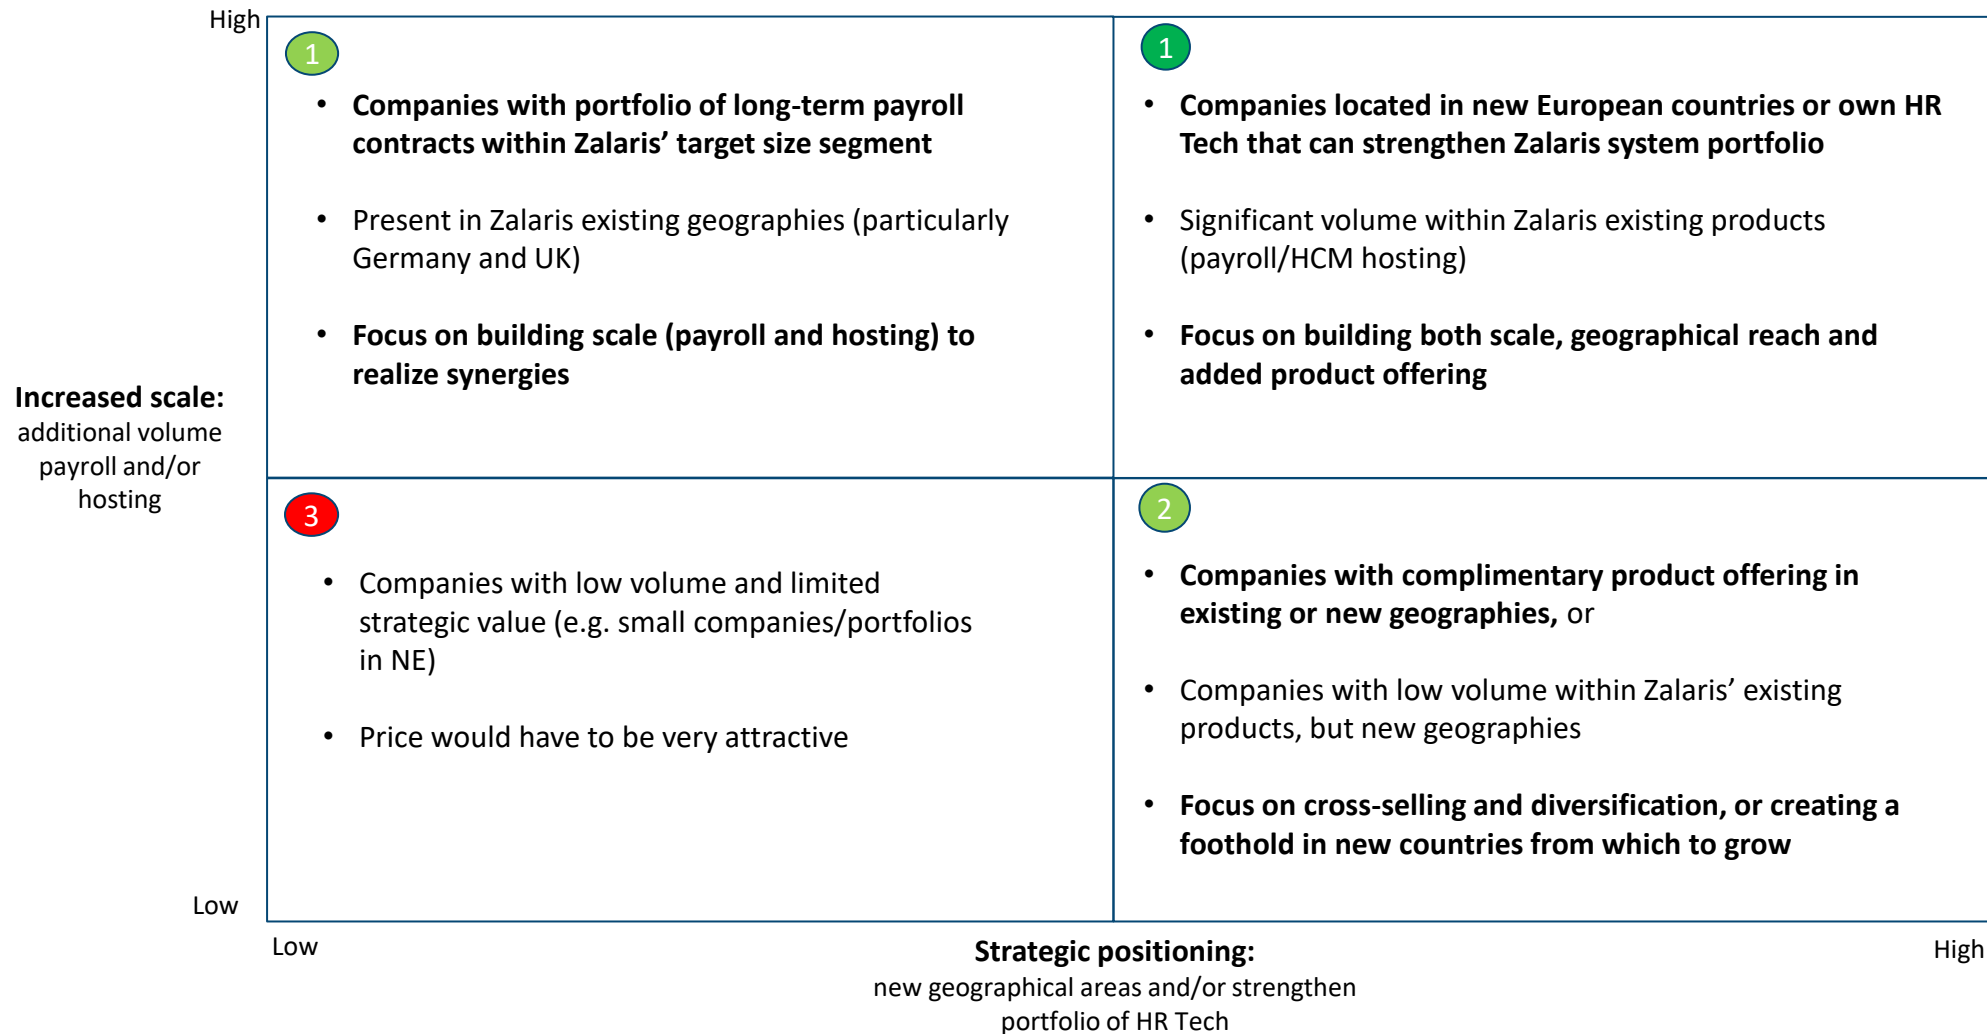 High
1
• Companies with portfolio of long-term payroll
contracts within Zalaris’ target size segment
• Present in Zalaris existing geographies (particularly
Germany and UK)
• Focus on building scale (payroll and hosting) to
realize synergies
1
• Companies located in new European countries or own HR
Tech that can strengthen Zalaris system portfolio
• Significant volume within Zalaris existing products
(payroll/HCM hosting)
• Focus on building both scale, geographical reach and
added product offering
Increased scale:
additional volume
payroll and/or
hosting
3
• Companies with low volume and limited
strategic value (e.g. small companies/portfolios
in NE)
• Price would have to be very attractive
2
• Companies with complimentary product offering in
existing or new geographies, or
• Companies with low volume within Zalaris’ existing
products, but new geographies
• Focus on cross-selling and diversification, or creating a
foothold in new countries from which to grow
Low
Low
Strategic positioning:
new geographical areas and/or strengthen
portfolio of HR Tech
High